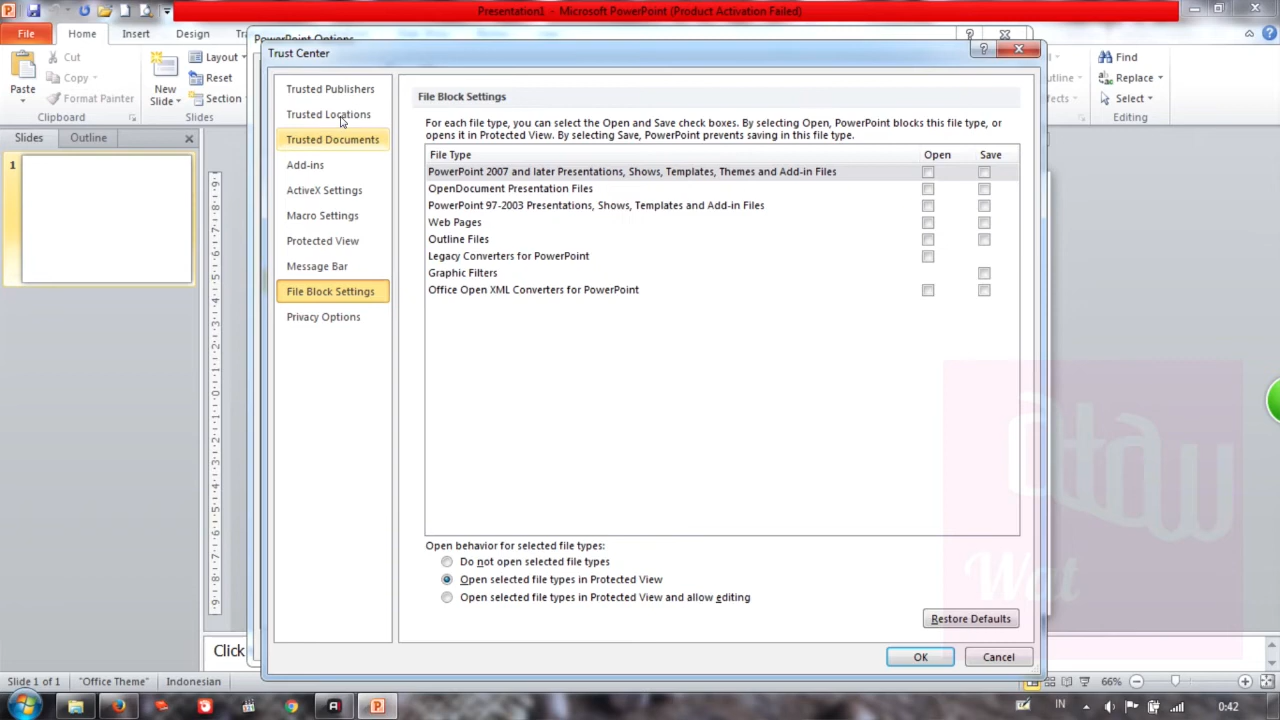 Presentation1 – Microsoft PowerPoint (Product Activation Failed)
File
Home
Insert
Design
PowerPoint Options
Cut
Copy
Format Painter
Paste
Clipboard
New
Slide
Layout
Reset
Section
Slides
Find
Replace
Select
Editing
Slides
Outline
1
Trust Center
Trusted Publishers
Trusted Locations
Trusted Documents
Add-ins
ActiveX Settings
Macro Settings
Protected View
Message Bar
File Block Settings
Privacy Options
File Block Settings
For each file type, you can select the Open and Save check boxes. By selecting Open, PowerPoint blocks this file type, or
opens it in Protected View. By selecting Save, PowerPoint prevents saving in this file type.
File Type Open Save
PowerPoint 2007 and later Presentations, Shows, Templates, Themes and Add-in Files
OpenDocument Presentation Files
PowerPoint 97-2003 Presentations, Shows, Templates and Add-in Files
Web Pages
Outline Files
Legacy Converters for PowerPoint
Graphic Filters
Office Open XML Converters for PowerPoint
Open behavior for selected file types:
Do not open selected file types
Open selected file types in Protected View
Open selected file types in Protected View and allow editing
Restore Defaults
OK
Cancel
Click
Wat
Slide 1 of 1
"Office Theme"
Indonesian
66%
IN
0:42